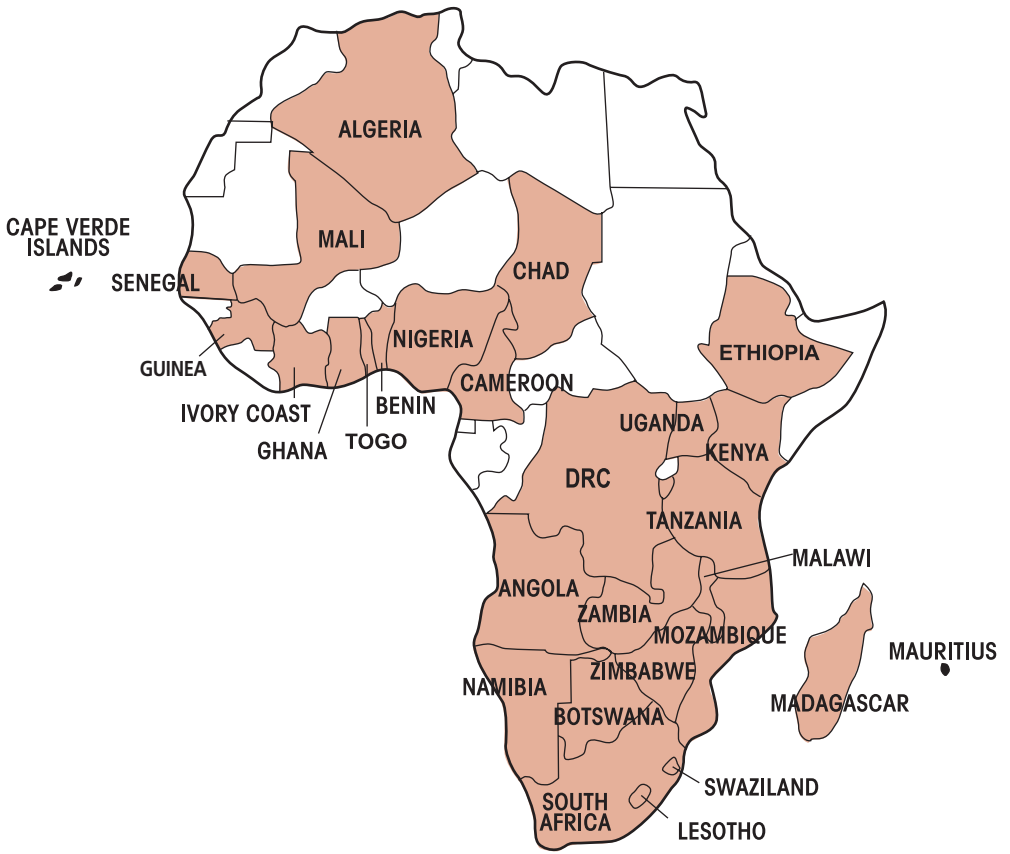 ALGERIA
CAPE VERDE
ISLANDS
MALI
CHAD
SENEGAL
NIGERIA
ETHIOPIA
GUINEA
CAMEROON
IVORY COAST
BENIN
UGANDA
GHANA
TOGO
KENYA
DRC
TANZANIA
MALAWI
ANGOLA
ZAMBIA
MOZAMBIQUE
MAURITIUS
ZIMBABWE
NAMIBIA
MADAGASCAR
BOTSWANA
SWAZILAND
SOUTH
AFRICA
LESOTHO